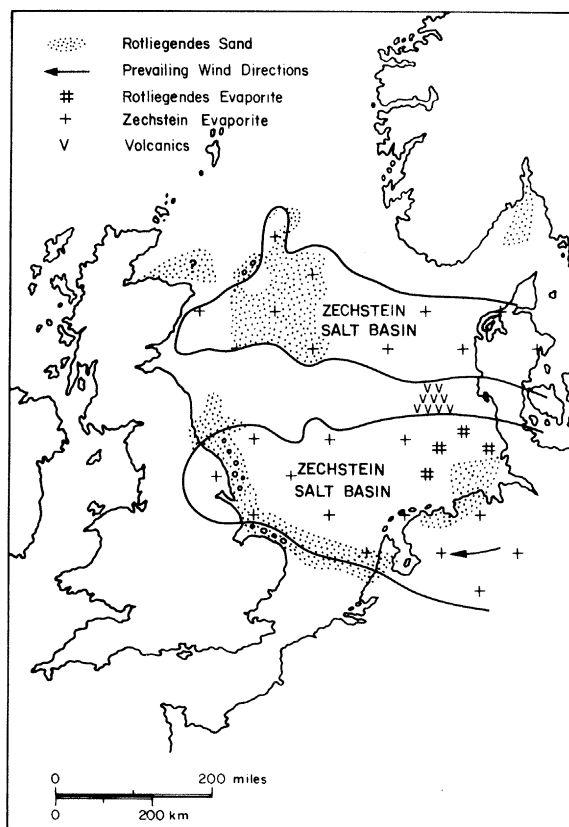 Rotliegendes Sand
Prevailing Wind Directions
# Rotliegendes Evaporite
+ Zechstein Evaporite
V Volcanics
?
ZECHSTEIN
SALT BASIN
V V V V
V V V
V V V V
ZECHSTEIN
SALT BASIN
0 200 miles
0 200 km